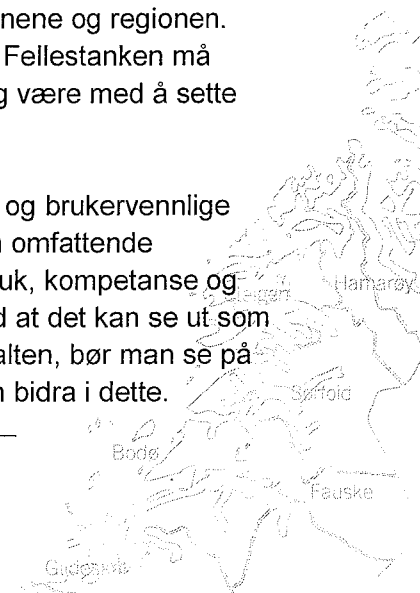 nene og regionen.
Fellestanken må
g være med å sette
og brukervennlige
n omfattende
uk, kompetanse og
d at det kan se ut som
alten, bør man se på
n bidra i dette.
Steigen
Hamarøy
Sørfold
Bodø
Fauske
Gildeskål